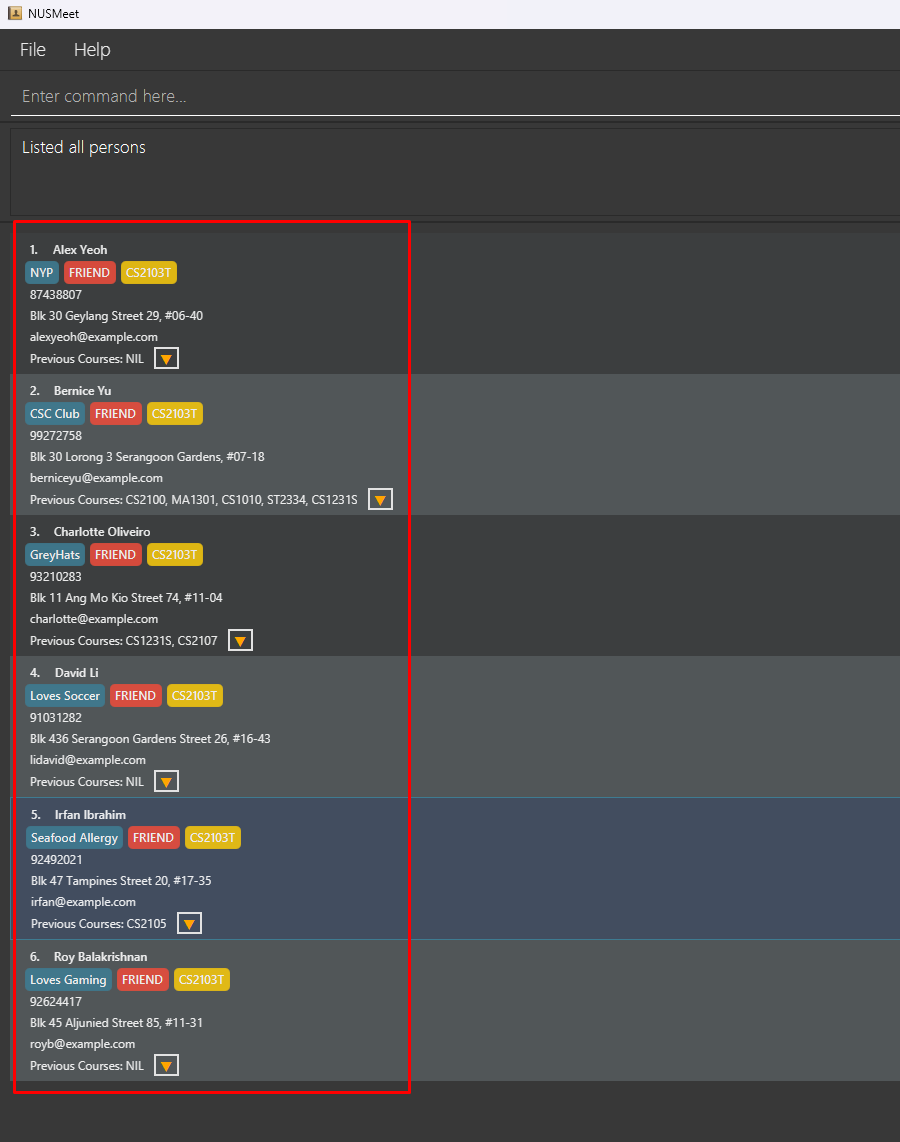 NUSMeet
File Help
Enter command here...
Listed all persons
1. Alex Yeoh
NYP FRIEND CS2103T
87438807
Blk 30 Geylang Street 29, #06-40
alexyeoh@example.com
Previous Courses: NIL
2. Bernice Yu
CSC Club FRIEND CS2103T
99272758
Blk 30 Lorong 3 Serangoon Gardens, #07-18
berniceyu@example.com
Previous Courses: CS2100, MA1301, CS1010, ST2334, CS1231S
3. Charlotte Oliveiro
GreyHats FRIEND CS2103T
93210283
Blk 11 Ang Mo Kio Street 74, #11-04
charlotte@example.com
Previous Courses: CS1231S, CS2107
4. David Li
Loves Soccer FRIEND CS2103T
91031282
Blk 436 Serangoon Gardens Street 26, #16-43
lidavid@example.com
Previous Courses: NIL
5. Irfan Ibrahim
Seafood Allergy FRIEND CS2103T
92492021
Blk 47 Tampines Street 20, #17-35
irfan@example.com
Previous Courses: CS2105
6. Roy Balakrishnan
Loves Gaming FRIEND CS2103T
92624417
Blk 45 Aljunied Street 85, #11-31
royb@example.com
Previous Courses: NIL